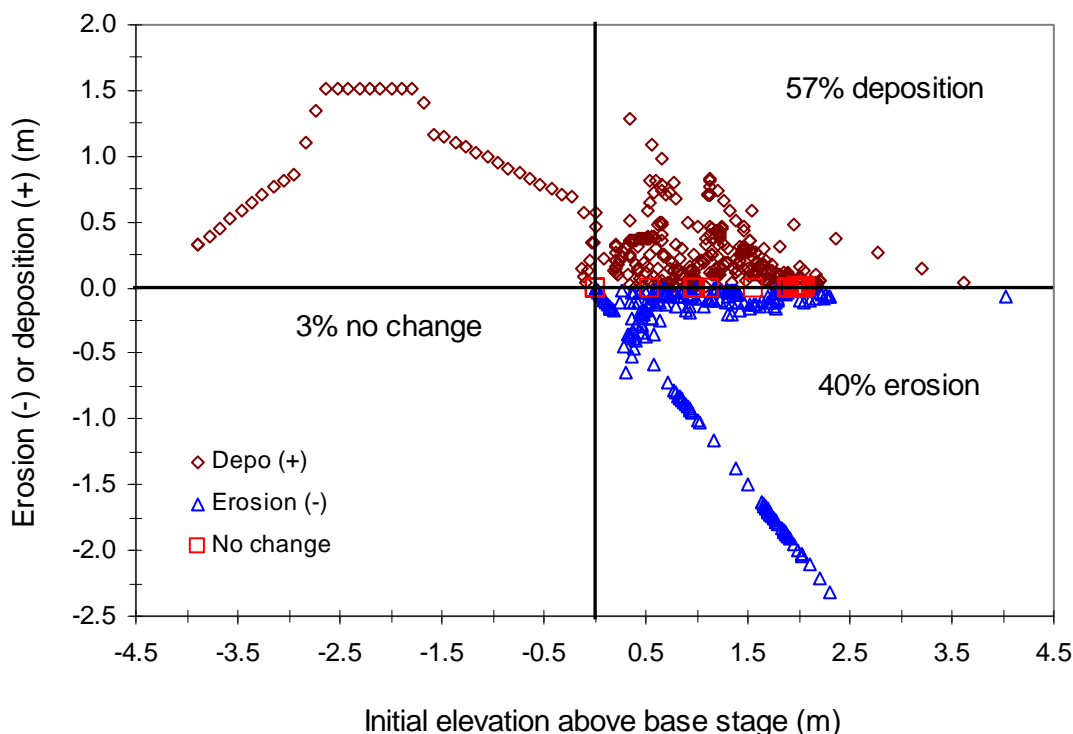 2.0
1.5
1.0
0.5
0.0
-0.5
-1.0
-1.5
-2.0
-2.5
Erosion (-) or deposition (+) (m)
57% deposition
3% no change
40% erosion
Depo (+)
Erosion (-)
No change
-4.5 -3.5 -2.5 -1.5 -0.5 0.5 1.5 2.5 3.5 4.5
Initial elevation above base stage (m)